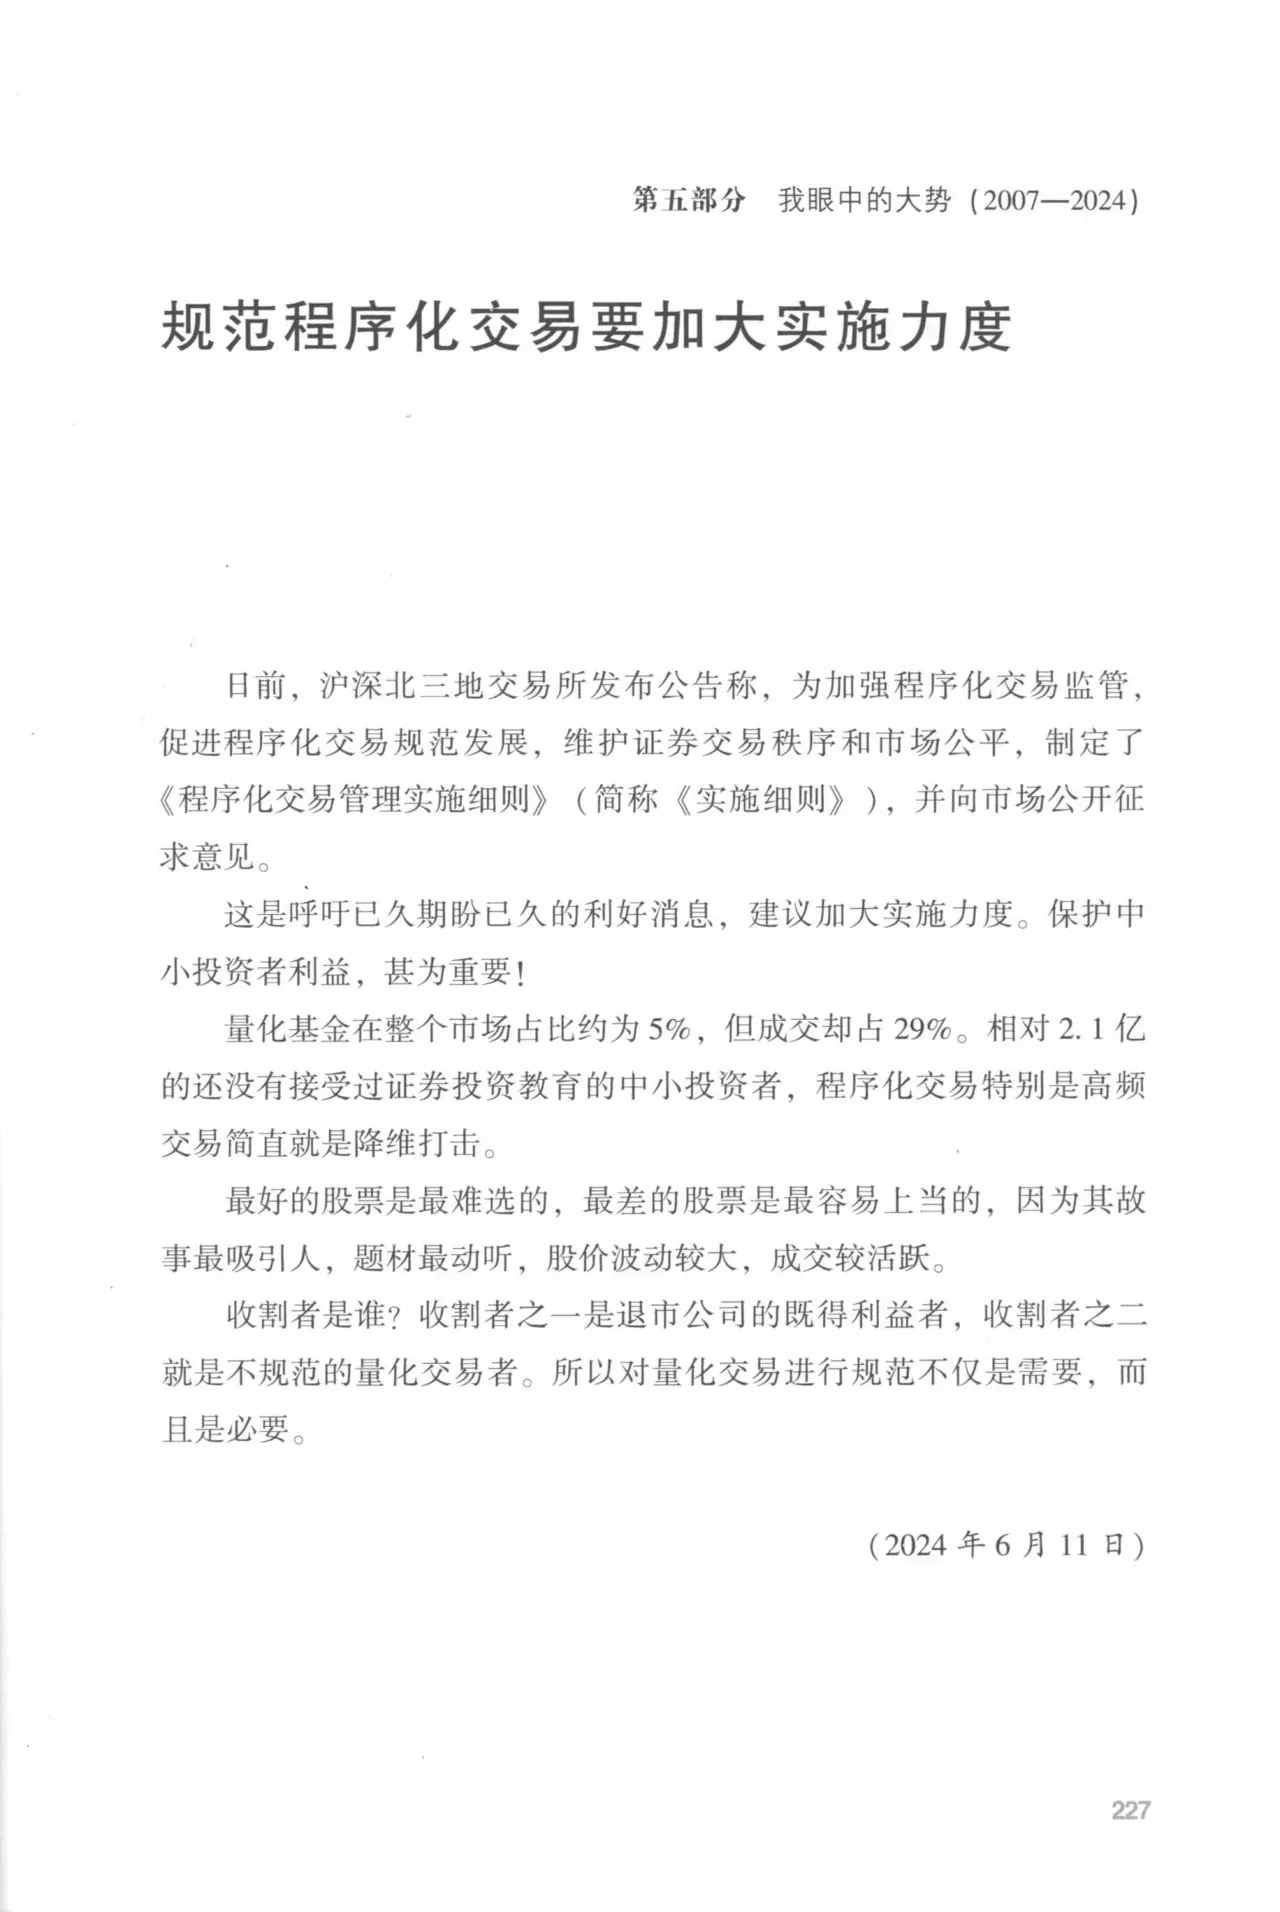 第五部分 我眼中的大势（2007—2024）
规范程序化交易要加大实施力度
日前，沪深北三地交易所发布公告称，为加强程序化交易监管，
促进程序化交易规范发展，维护证券交易秩序和市场公平，制定了
《程序化交易管理实施细则》（简称《实施细则》），并向市场公开征
求意见。
这是呼吁已久期盼已久的利好消息，建议加大实施力度。保护中
小投资者利益，甚为重要！
量化基金在整个市场占比约为 5%，但成交却占 29%。相对 2.1 亿
的还没有接受过证券投资教育的中小投资者，程序化交易特别是高频
交易简直就是降维打击。
最好的股票是最难选的，最差的股票是最容易上当的，因为其故
事最吸引人，题材最动听，股价波动较大，成交较活跃。
收割者是谁？收割者之一是退市公司的既得利益者，收割者之二
就是不规范的量化交易者。所以对量化交易进行规范不仅是需要，而
且是必要。
（2024 年 6 月 11 日）
227